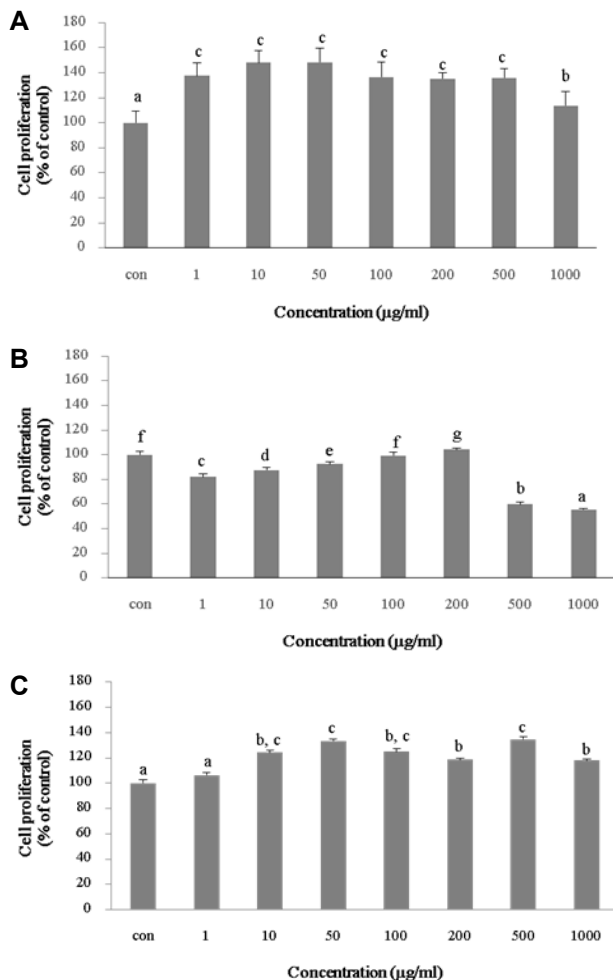 A
Cell proliferation
(% of control)
180
160
140
120
100
80
60
40
20
0
a
c
c
c
c
c
c
b
con 1 10 50 100 200 500 1000
Concentration (µg/ml)
B
Cell proliferation
(% of control)
180
160
140
120
100
80
60
40
20
0
f
c
d
e
f
g
b
a
con 1 10 50 100 200 500 1000
Concentration (µg/ml)
C
Cell proliferation
(% of control)
180
160
140
120
100
80
60
40
20
0
a
a
b, c
c
b, c
b
c
b
con 1 10 50 100 200 500 1000
Concentration (µg/ml)